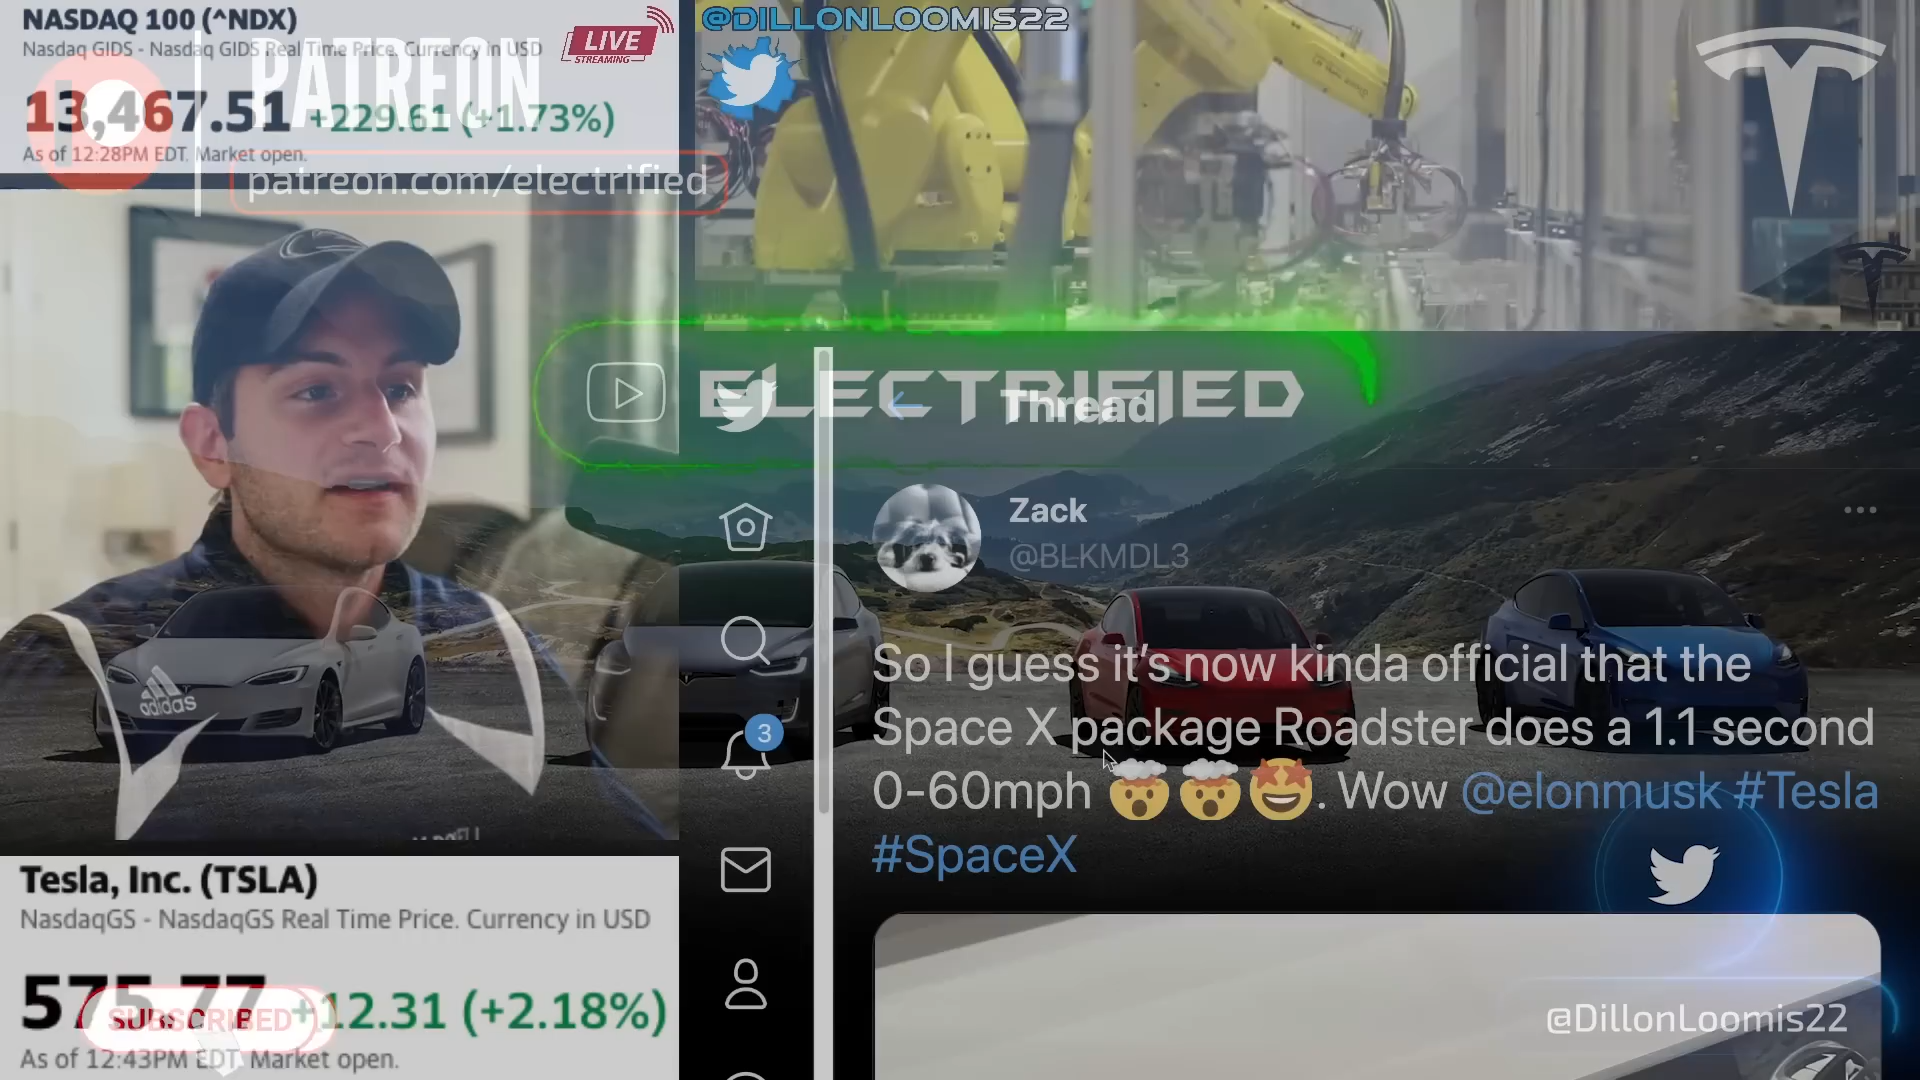 NASDAQ 100 (^NDX)
Nasdaq GIDS - Nasdaq GIDS Real Time Price. Currency in USD
LIVE
STREAMING
PATREON
13,467.51 +229.61 (+1.73%)
As of 12:28PM EDT. Market open.
patreon.com/electrified
@DILLONLOOMIS22
ELECTRIFIED
Thread
Zack
@BLKMDL3
So I guess it's now kinda official that the
Space X package Roadster does a 1.1 second
0-60mph 🤯🤯🤩. Wow @elonmusk #Tesla
#SpaceX
3
adidas
Tesla, Inc. (TSLA)
NasdaqGS - NasdaqGS Real Time Price. Currency in USD
575.77 +12.31 (+2.18%)
SUBSCRIBED
As of 12:43PM EDT Market open.
@DillonLoomis22